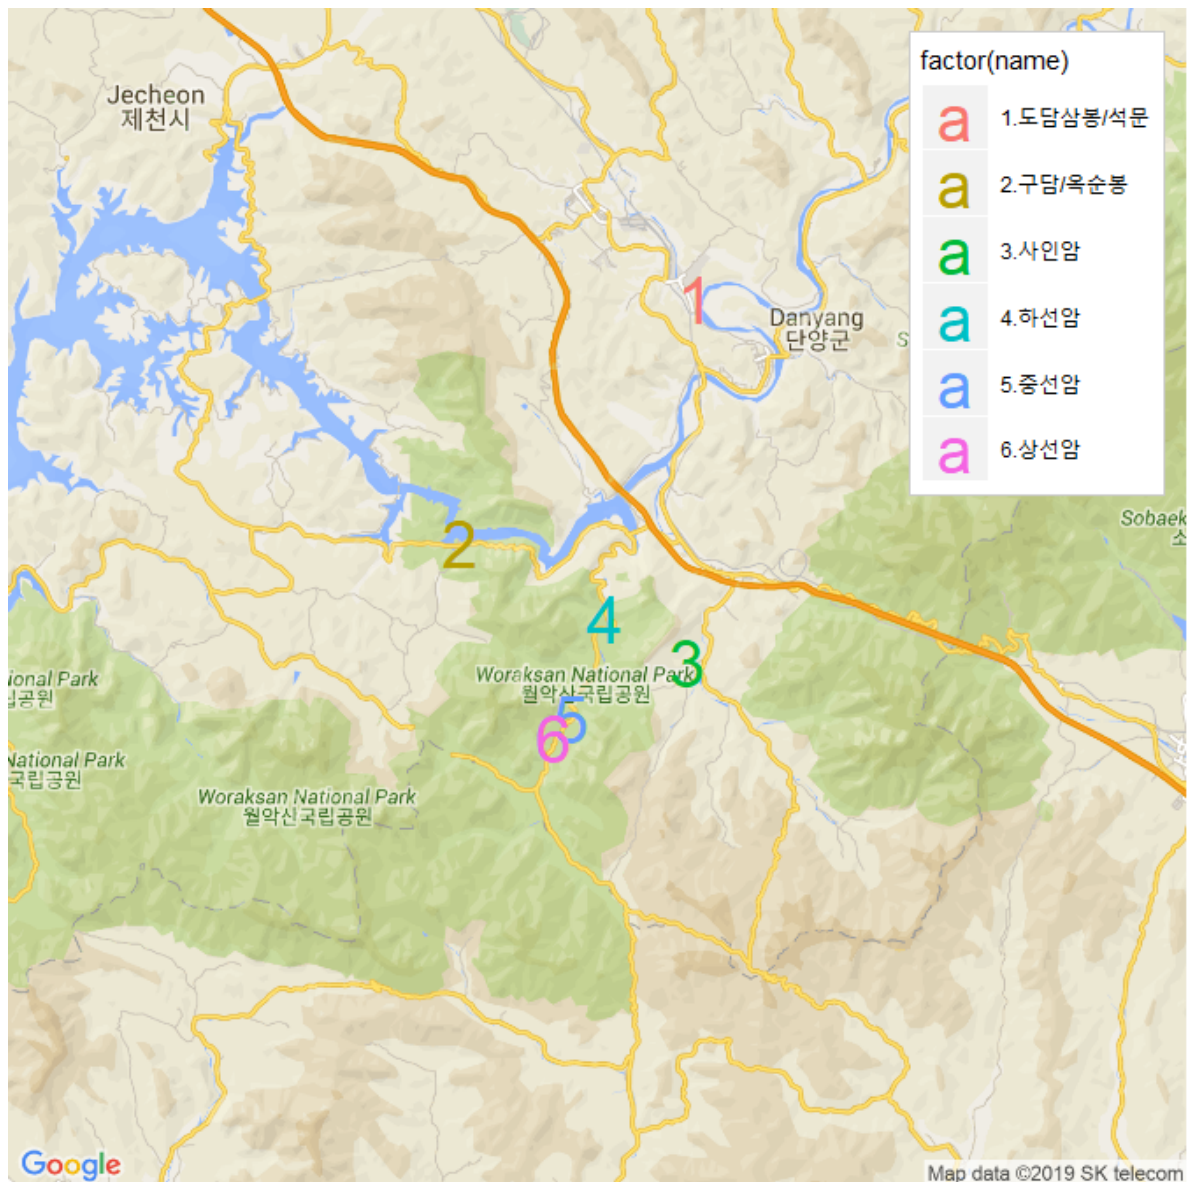 factor(name)
a 1.도담삼봉/석문
a 2.구담/옥순봉
a 3.사인암
a 4.하선암
a 5.중선암
a 6.상선암
Jecheon
제천시
1
Danyang
단양군
S
Sobaek
소
2
4
3
Woraksan National Park
월악산국립공원
5
6
ional Park
립공원
National Park
국립공원
Woraksan National Park
월악산국립공원
Google
Map data ©2019 SK telecom